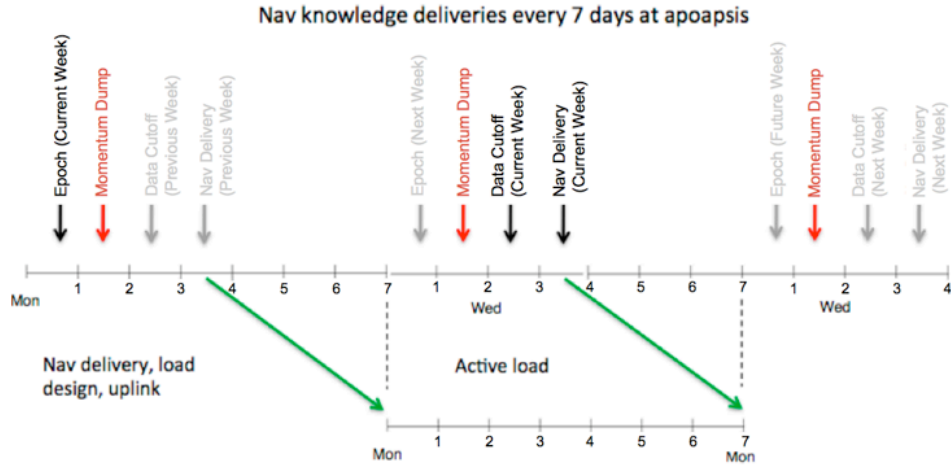 Nav knowledge deliveries every 7 days at apoapsis
Epoch (Current Week)
Momentum Dump
Data Cutoff
(Previous Week)
Nav Delivery
(Previous Week)
Epoch (Next Week)
Momentum Dump
Data Cutoff
(Current Week)
Nav Delivery
(Current Week)
Epoch (Future Week)
Momentum Dump
Data Cutoff
(Next Week)
Nav Delivery
(Next Week)
1 2 3 4 5 6 7 1 2 3 4 5 6 7 1 2 3 4
Mon Wed Wed
Nav delivery, load
design, uplink
Active load
1 2 3 4 5 6 7
Mon Mon